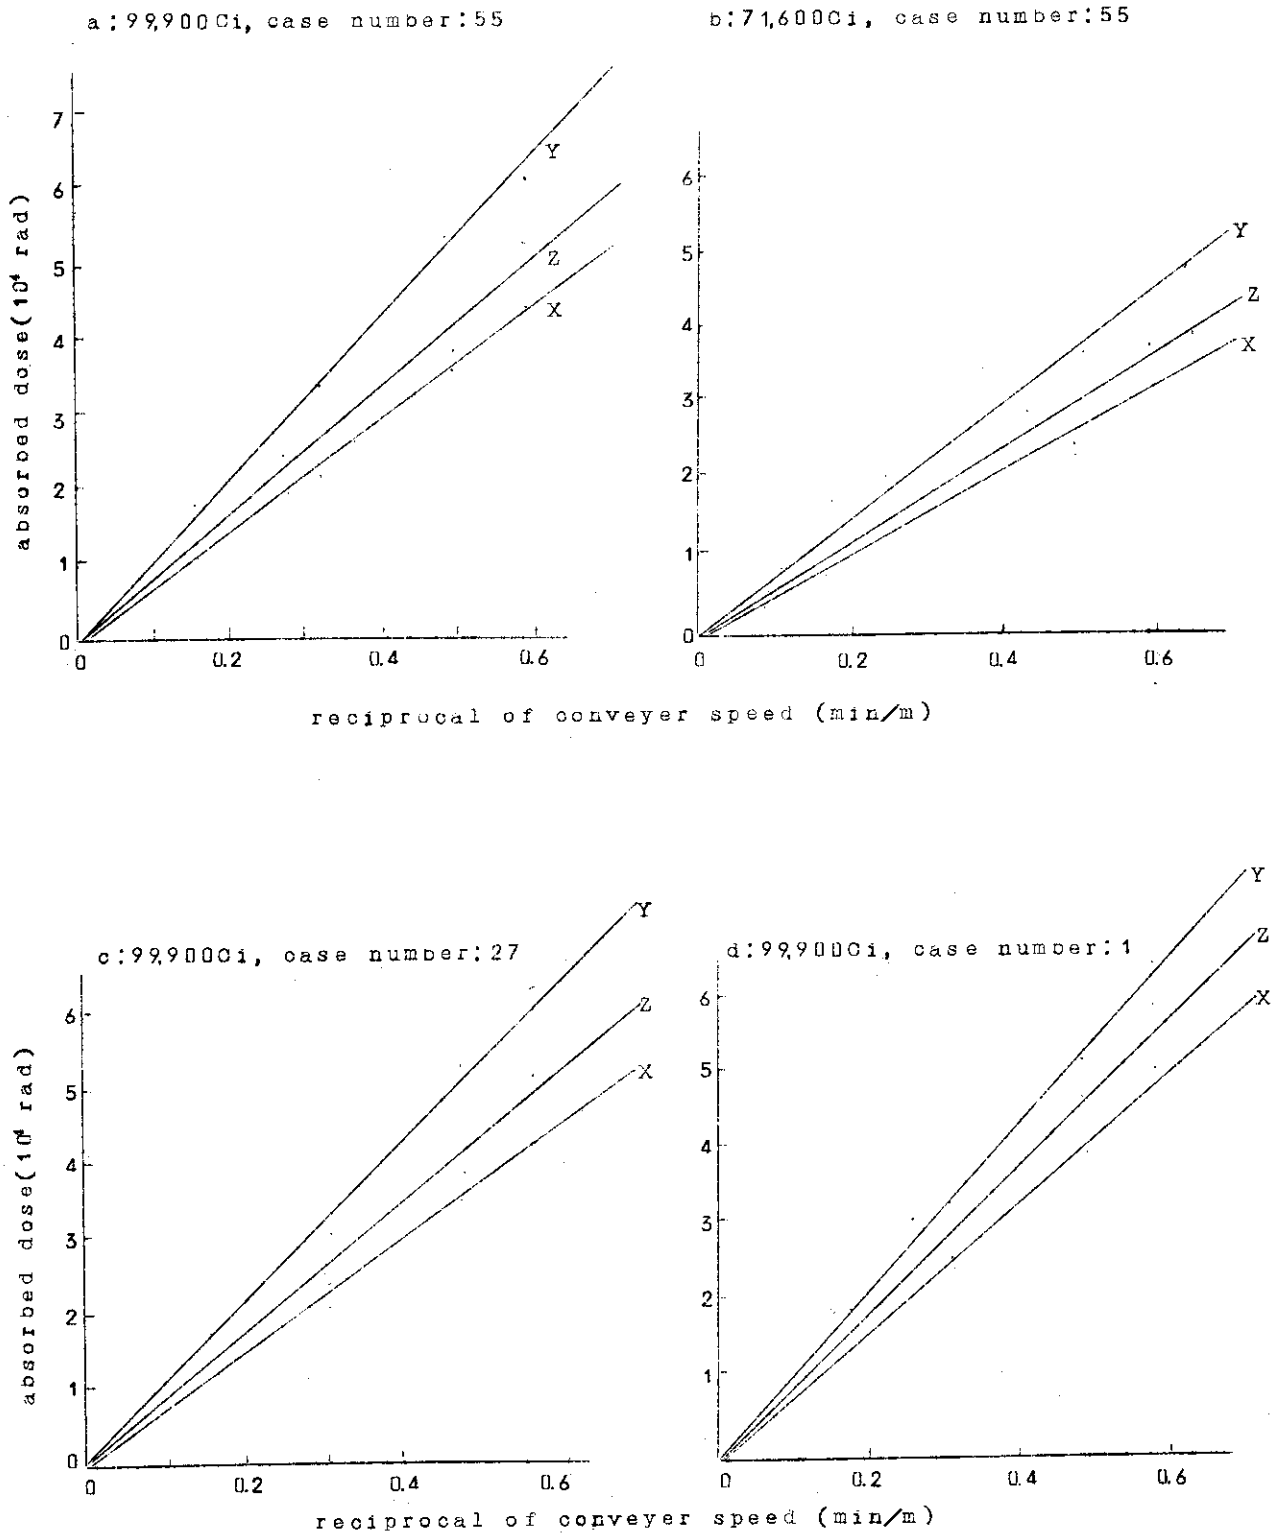 a:99,900Ci, case number:55
b:71,600Ci, case number:55
absorbed dose(10⁴ rad)
7
6
5
4
3
2
1
0
Y
Z
X
0
0.2
0.4
0.6
6
5
4
3
2
1
0
Y
Z
X
0
0.2
0.4
0.6
reciprocal of conveyer speed (min/m)
c:99,900Ci, case number:27
d:99,900Ci, case number:1
absorbed dose(10⁴ rad)
6
5
4
3
2
1
0
Y
Z
X
0
0.2
0.4
0.6
6
5
4
3
2
1
Y
Z
X
0
0.2
0.4
0.6
reciprocal of conveyer speed (min/m)